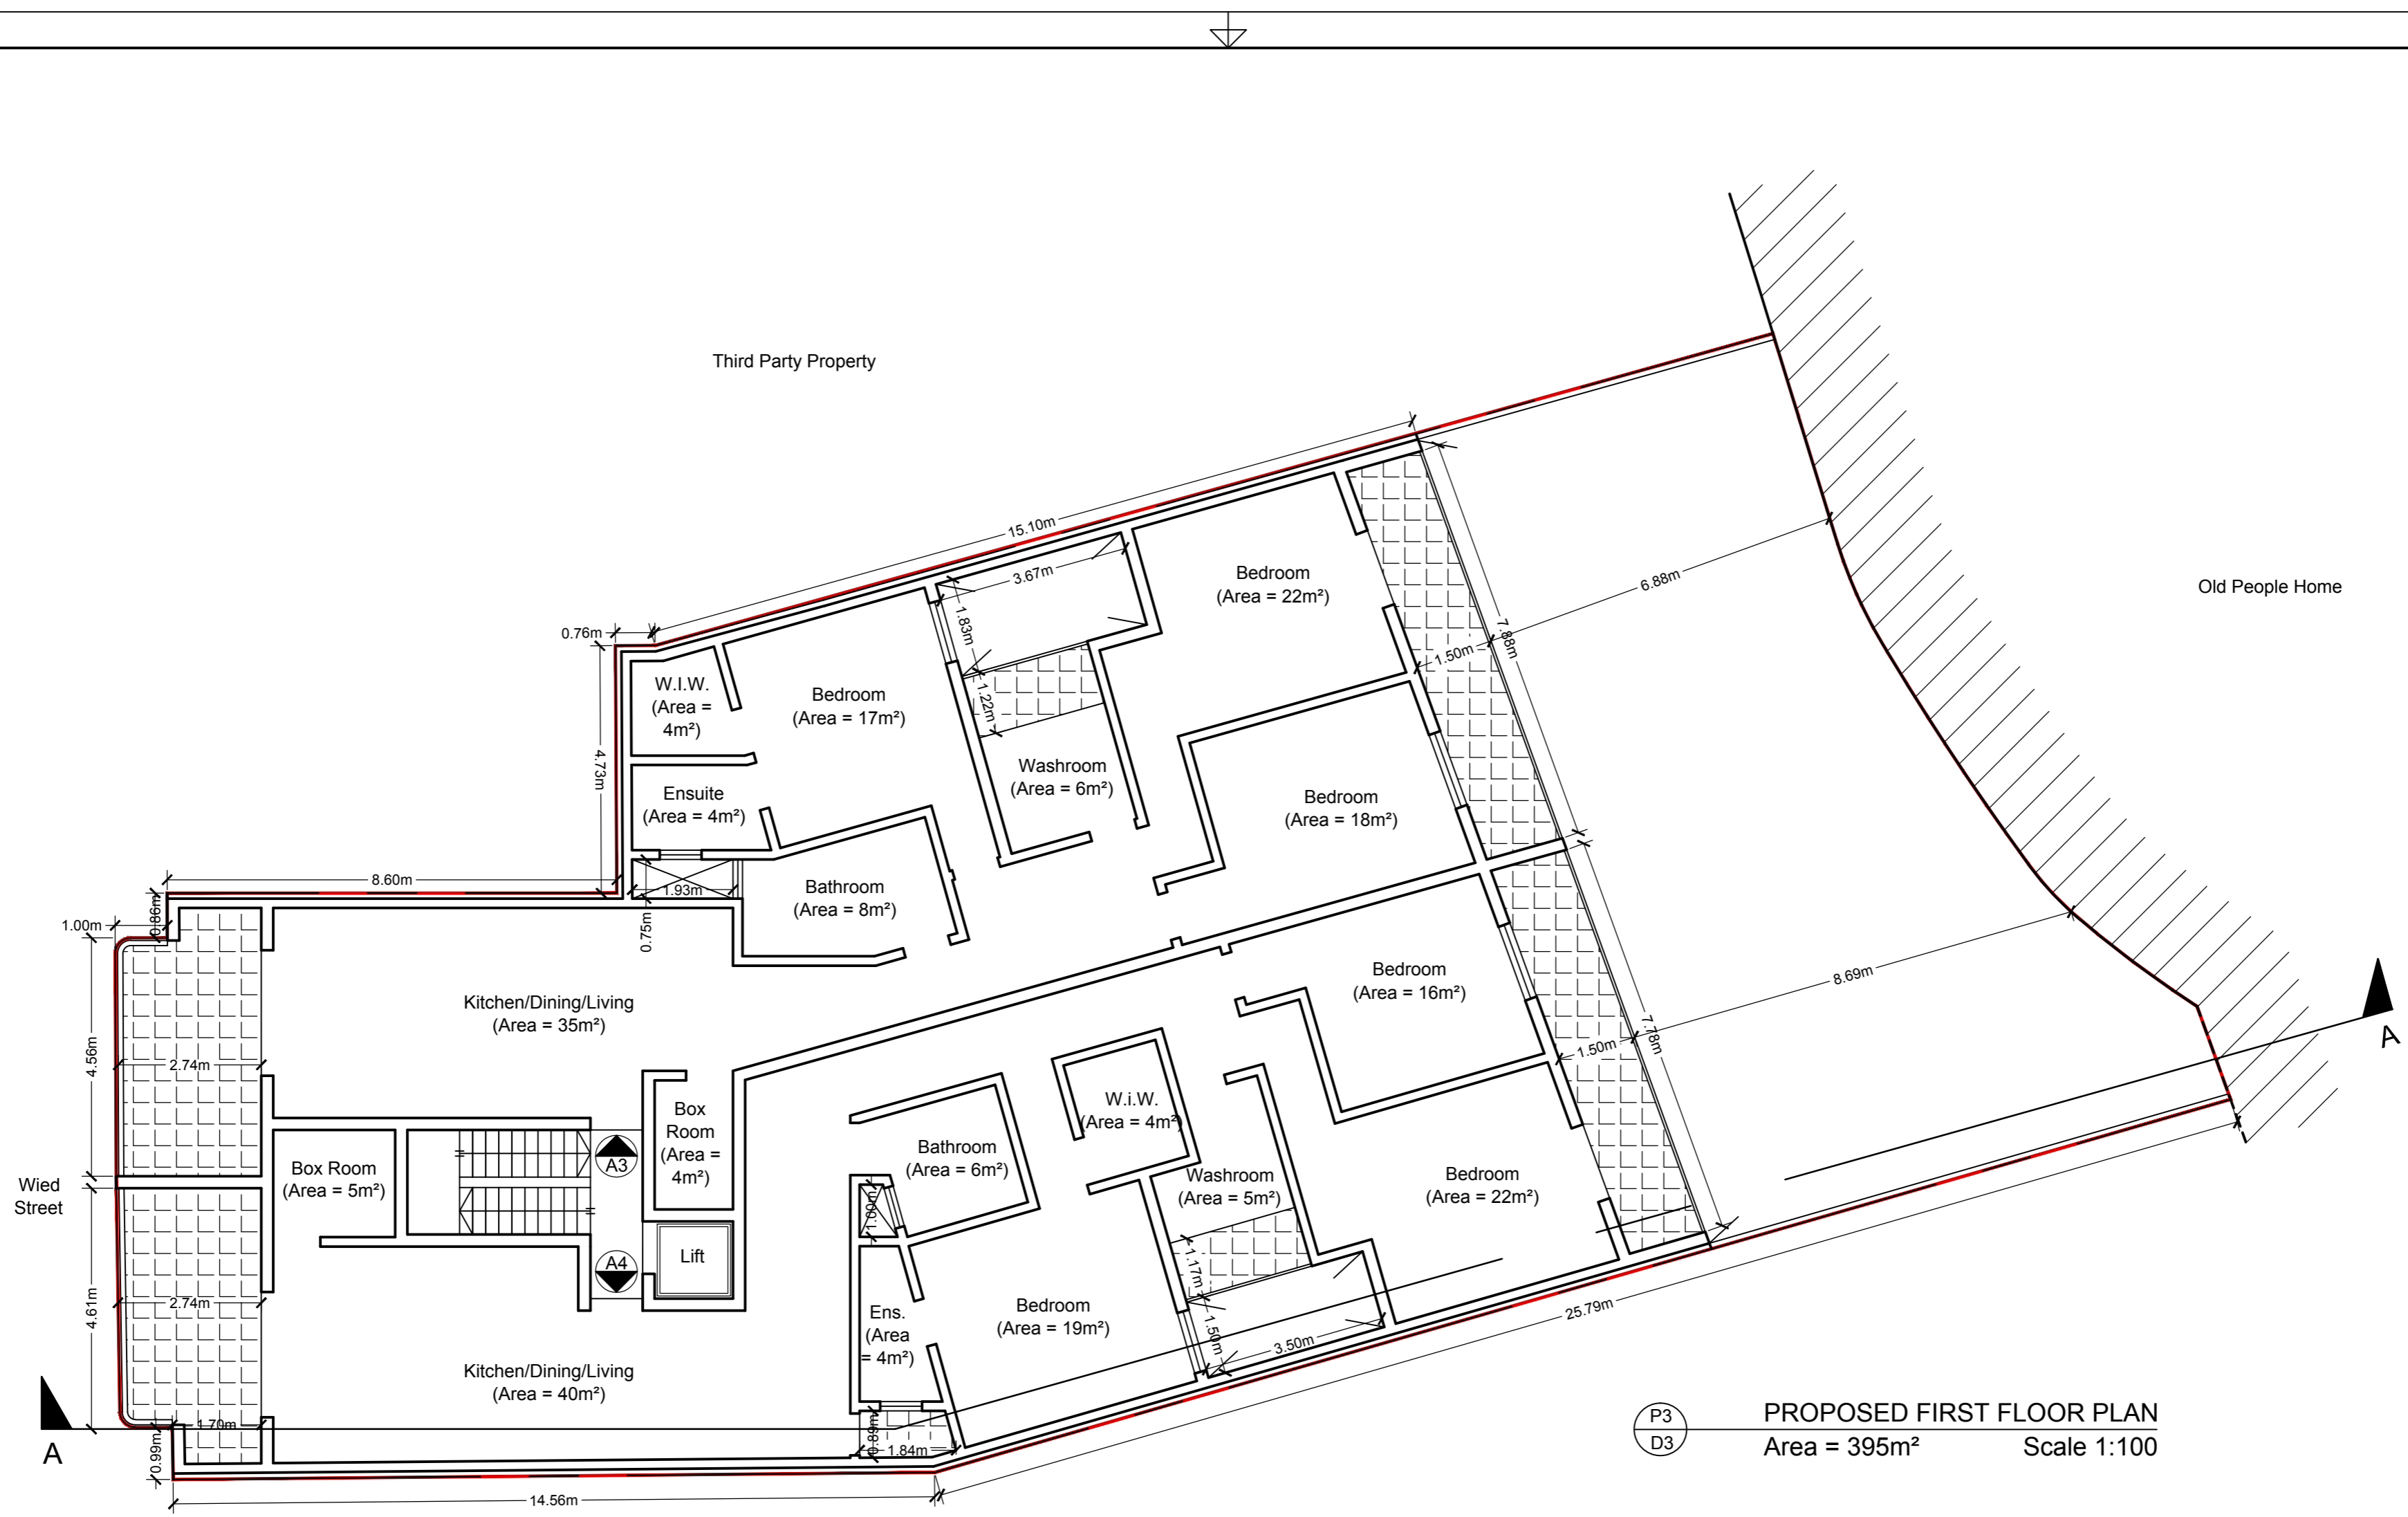 Third Party Property
15.10m
3.67m
Bedroom
(Area = 22m²)
Old People Home
6.88m
7.88m
1.83m
0.76m
1.50m
W.I.W.
(Area =
4m²)
Bedroom
(Area = 17m²)
1.22m
4.73m
Washroom
(Area = 6m²)
Ensuite
(Area = 4m²)
Bedroom
(Area = 18m²)
8.60m
1.93m
Bathroom
(Area = 8m²)
0.86m
1.00m
0.75m
Kitchen/Dining/Living
(Area = 35m²)
Bedroom
(Area = 16m²)
8.69m
4.56m
2.74m
7.78m
1.50m
A
Box
Room
(Area =
4m²)
W.i.W.
(Area = 4m²)
Bathroom
(Area = 6m²)
A3
Box Room
(Area = 5m²)
Wied
Street
Washroom
(Area = 5m²)
Bedroom
(Area = 22m²)
1.00m
Lift
A4
1.17m
2.74m
4.61m
Ens.
(Area
= 4m²)
Bedroom
(Area = 19m²)
1.50m
3.50m
25.79m
Kitchen/Dining/Living
(Area = 40m²)
1.70m
0.99m
0.89m
1.84m
A
14.56m
P3
D3
PROPOSED FIRST FLOOR PLAN
Area = 395m² Scale 1:100